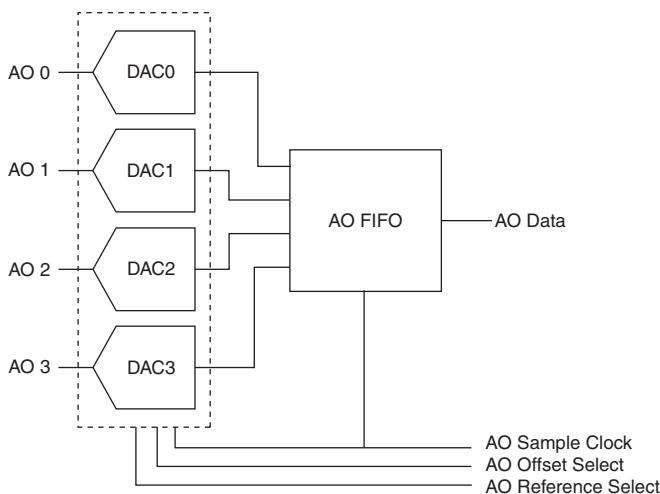 AO 0
DAC0
AO 1
DAC1
AO 2
DAC2
AO 3
DAC3
AO FIFO
AO Data
AO Sample Clock
AO Offset Select
AO Reference Select